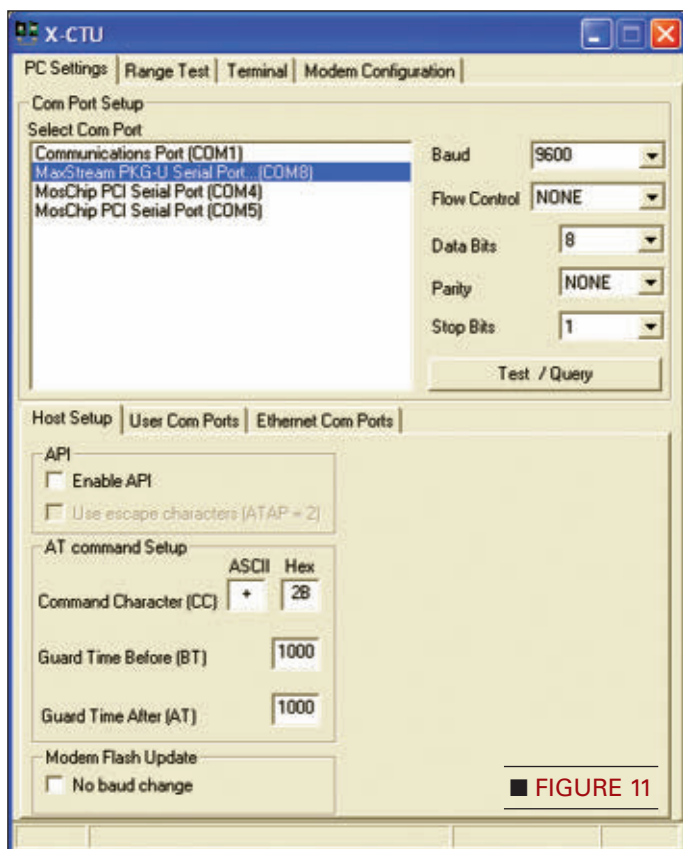 X-CTU
PC Settings Range Test Terminal Modem Configuration
Com Port Setup
Select Com Port
Communications Port (COM1)
MaxStream PKG-U Serial Port...(COM8)
MosChip PCI Serial Port (COM4)
MosChip PCI Serial Port (COM5)
Baud 9600
Flow Control NONE
Data Bits 8
Parity NONE
Stop Bits 1
Test / Query
Host Setup User Com Ports Ethernet Com Ports
API
Enable API
Use escape characters (ATAP = 2)
AT command Setup
ASCII Hex
Command Character (CC) + 2B
Guard Time Before (BT) 1000
Guard Time After (AT) 1000
Modem Flash Update
No baud change
■ FIGURE 11